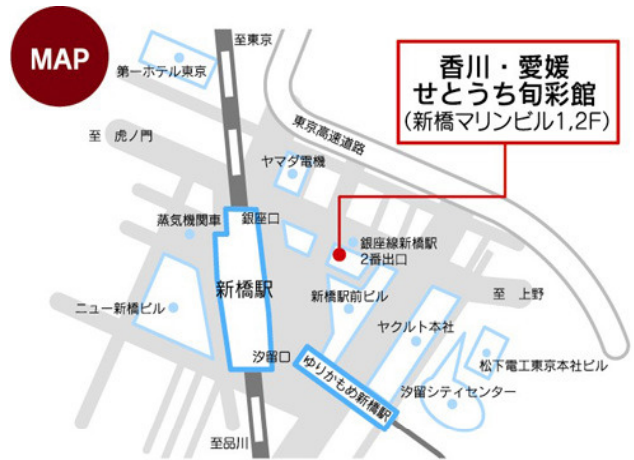 MAP
至東京
第一ホテル東京
香川・愛媛
せとうち旬彩館
(新橋マリンビル1,2F)
東京高速道路
至 虎ノ門
ヤマダ電機
蒸気機関車
銀座口
銀座線新橋駅
2番出口
新橋駅
新橋駅前ビル
至 上野
ニュー新橋ビル
ヤクルト本社
汐留口
ゆりかもめ新橋駅
松下電工東京本社ビル
汐留シティセンター
至品川